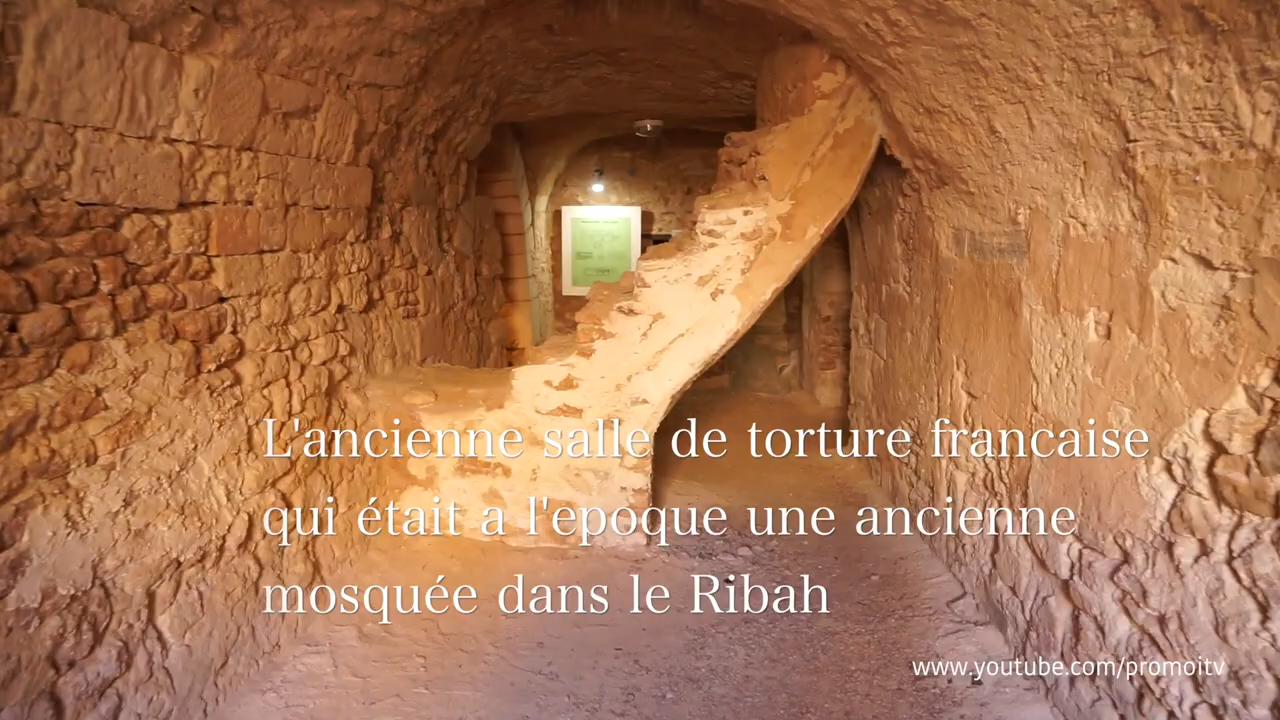 L'ancienne salle de torture francaise
qui était a l'epoque une ancienne
mosquée dans le Ribah
www.youtube.com/promoitv